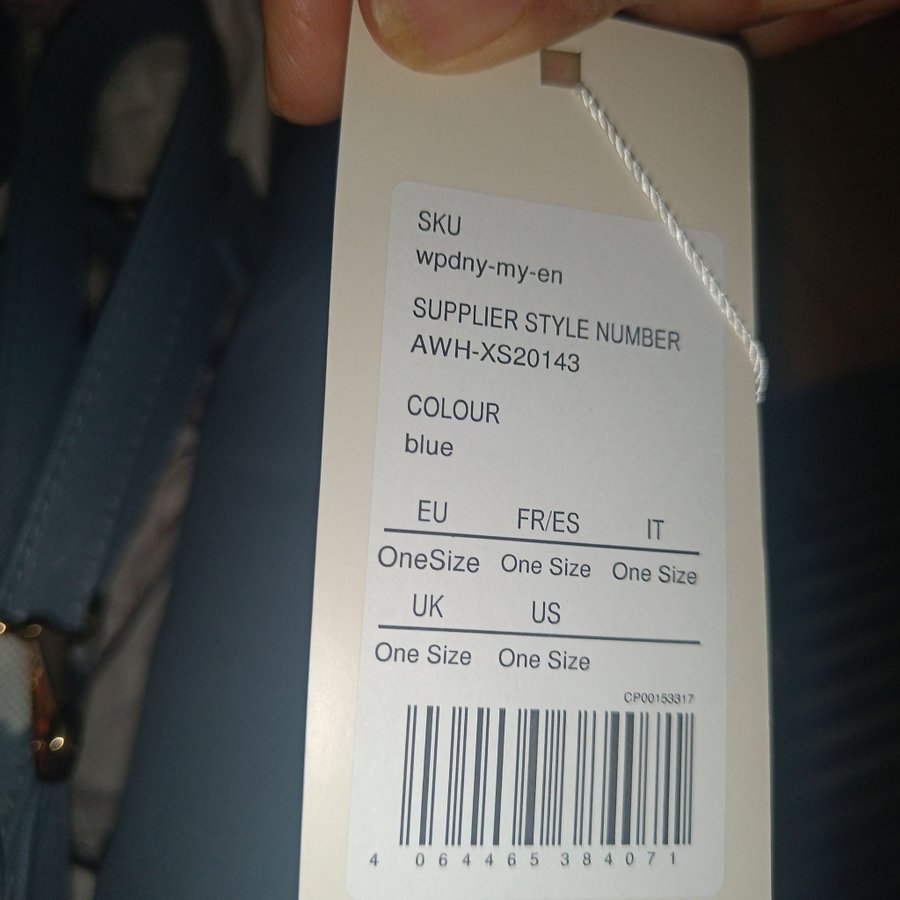 SKU
wpdny-my-en
SUPPLIER STYLE NUMBER
AWH-XS20143
COLOUR
blue
EU FR/ES IT
OneSize One Size One Size
UK US
One Size One Size
CP00153317
4 064465 384071